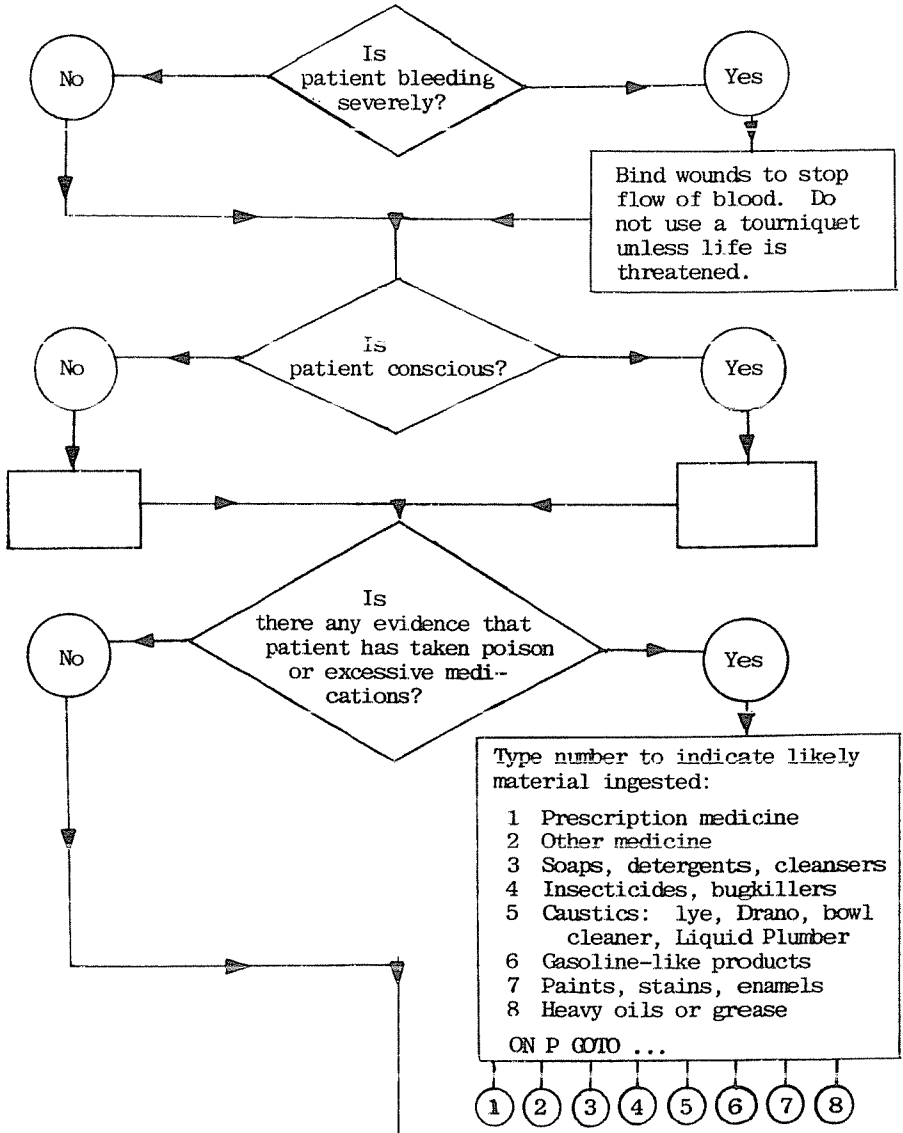 Is
patient bleeding
severely?
No
Yes
Bind wounds to stop
flow of blood. Do
not use a tourniquet
unless life is
threatened.
Is
patient conscious?
No
Yes
Is
there any evidence that
patient has taken poison
or excessive medi-
cations?
No
Yes
Type number to indicate likely
material ingested:
1 Prescription medicine
2 Other medicine
3 Soaps, detergents, cleansers
4 Insecticides, bugkillers
5 Caustics: lye, Drano, bowl
cleaner, Liquid Plumber
6 Gasoline-like products
7 Paints, stains, enamels
8 Heavy oils or grease
ON P GOTO ...
1 2 3 4 5 6 7 8